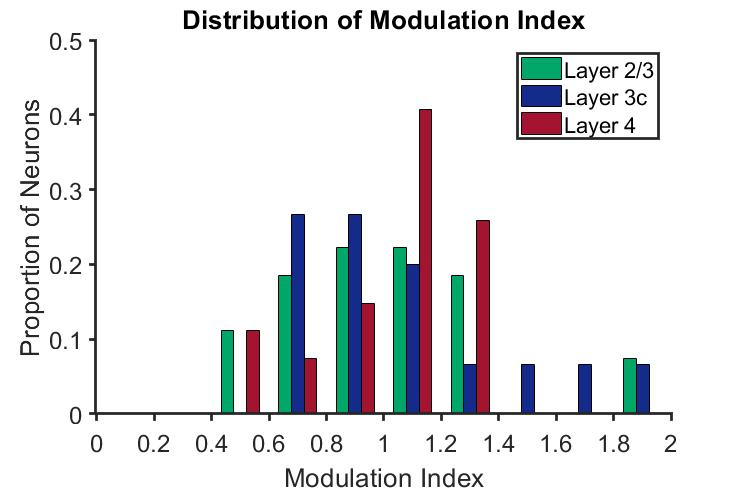 Distribution of Modulation Index
0.5
0.4
0.3
0.2
0.1
0
Proportion of Neurons
Layer 2/3
Layer 3c
Layer 4
0 0.2 0.4 0.6 0.8 1 1.2 1.4 1.6 1.8 2
Modulation Index